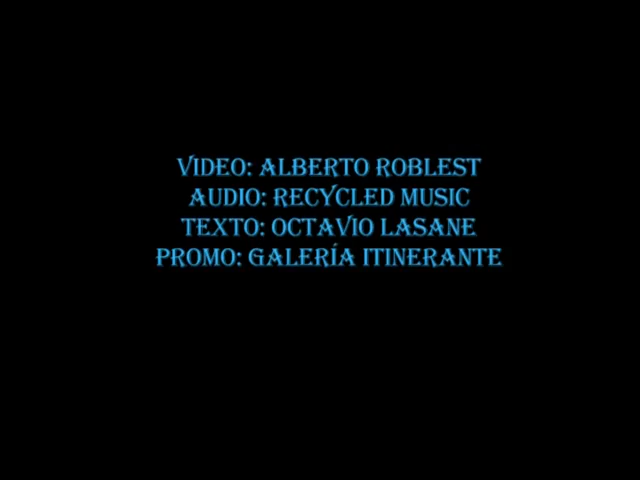 VIDEO: ALBERTO ROBLEST
AUDIO: RECYCLED MUSIC
TEXTO: OCTAVIO LASANE
PROMO: GALERÍA ITINERANTE